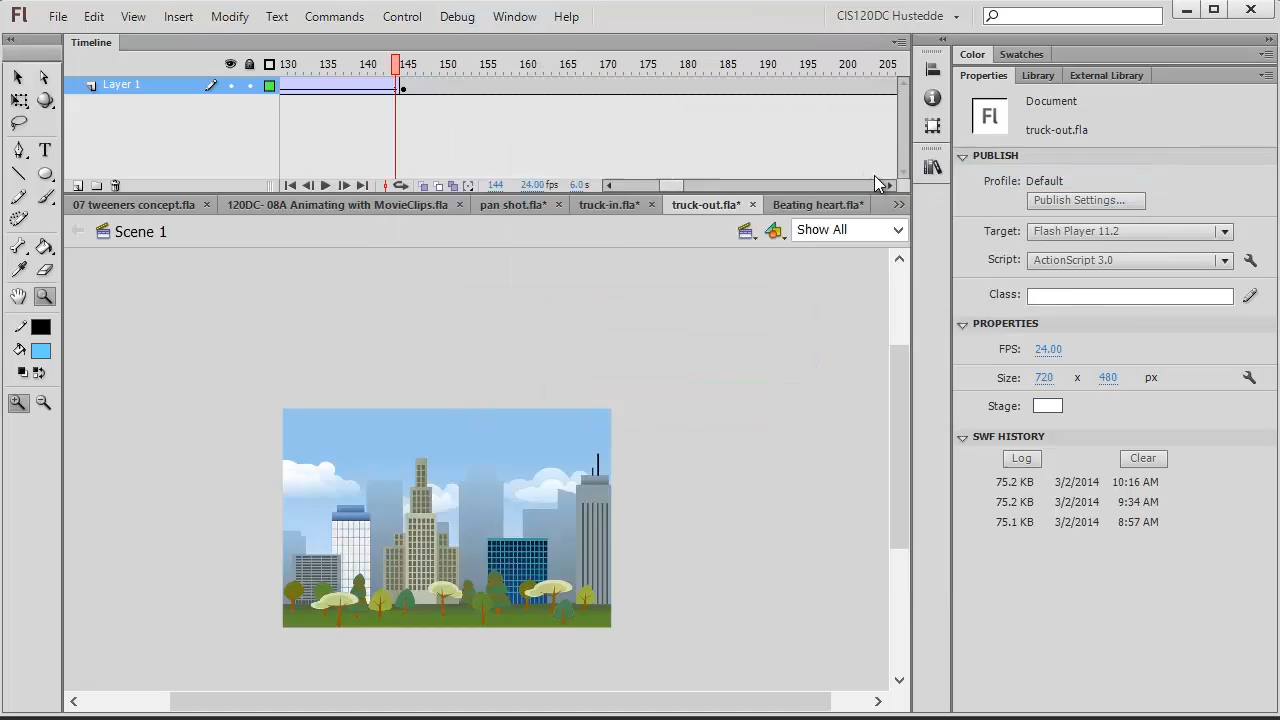 Fl File Edit View Insert Modify Text Commands Control Debug Window Help CIS120DC Hustedde
Timeline
130 135 140 145 150 155 160 165 170 175 180 185 190 195 200 205
Layer 1
144 24.00 fps 6.0 s
07 tweeners concept.fla × 120DC- 08A Animating with MovieClips.fla × pan shot.fla* × truck-in.fla* × truck-out.fla* × Beating heart.fla*
Scene 1 Show All
Color Swatches
Properties Library External Library
Fl Document
truck-out.fla
PUBLISH
Profile: Default
Publish Settings...
Target: Flash Player 11.2
Script: ActionScript 3.0
Class:
PROPERTIES
FPS: 24.00
Size: 720 x 480 px
Stage:
SWF HISTORY
Log Clear
75.2 KB 3/2/2014 10:16 AM
75.2 KB 3/2/2014 9:34 AM
75.1 KB 3/2/2014 8:57 AM